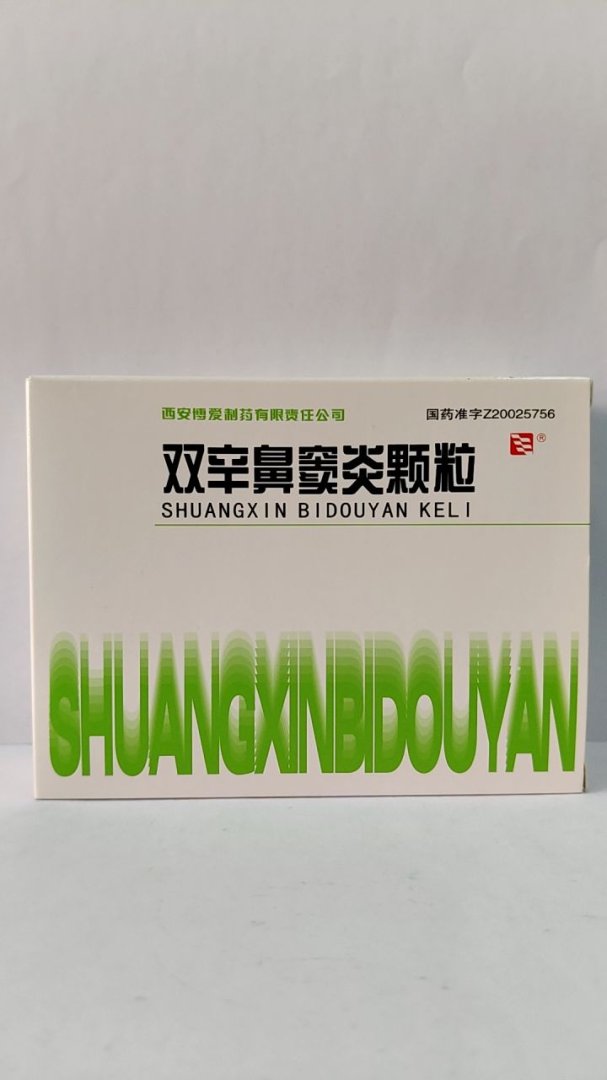 西安博爱制药有限责任公司 国药准字Z20025756
双辛鼻窦炎颗粒 ®
SHUANGXIN BIDOUYAN KELI
SHUANGXINBIDOUYAN